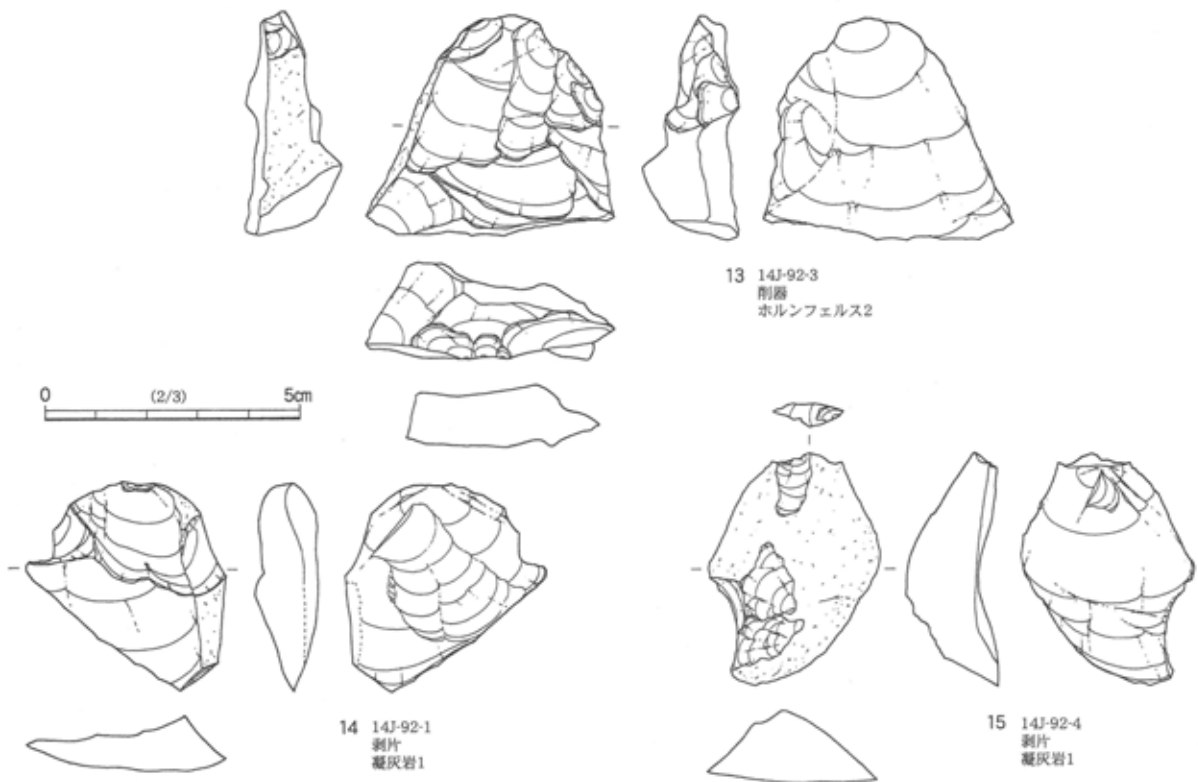 13 14J-92-3
削器
ホルンフェルス2
0 (2/3) 5cm
14 14J-92-1
剥片
凝灰岩1
15 14J-92-4
剥片
凝灰岩1